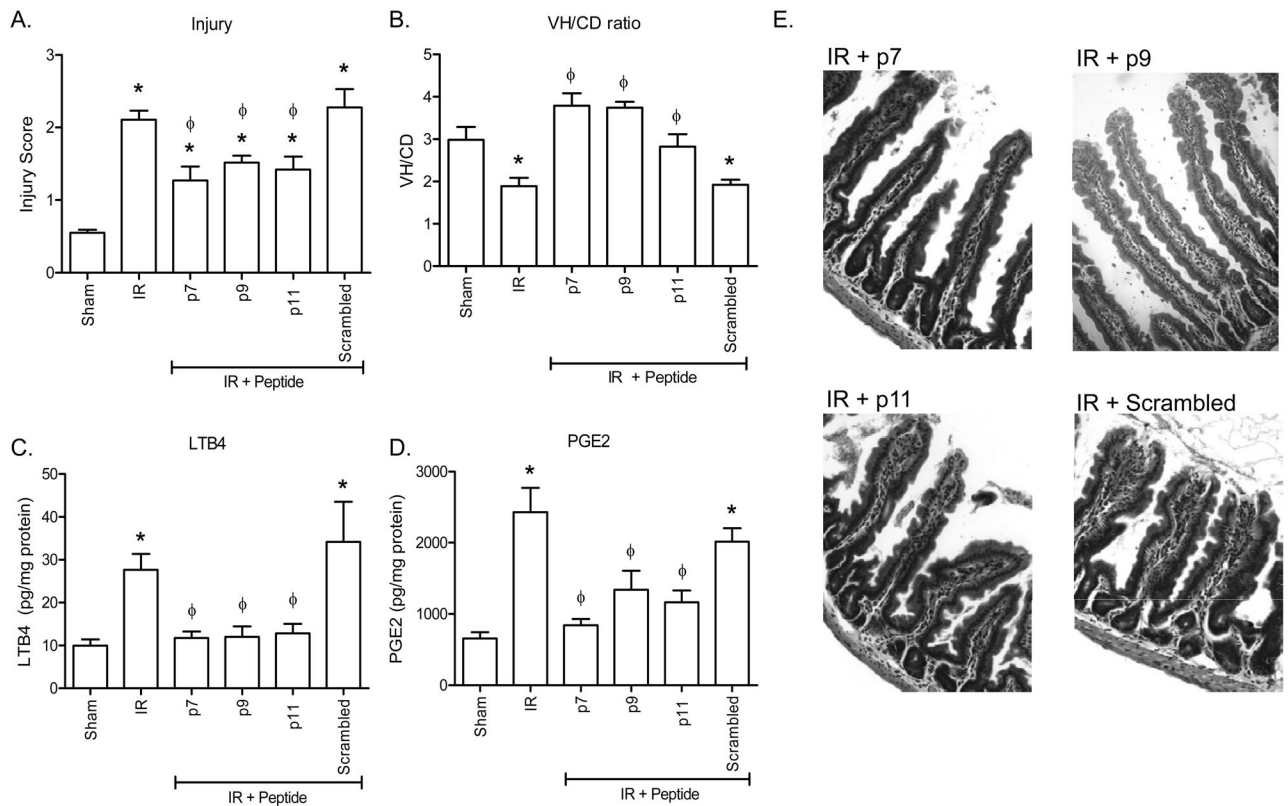 A.
Injury
Injury Score
3
2
1
0
*
ϕ
*
ϕ
*
ϕ
*
*
Sham
IR
p7
p9
p11
Scrambled
IR + Peptide
B.
VH/CD ratio
VH/CD
5
4
3
2
1
0
*
ϕ
ϕ
ϕ
*
Sham
IR
p7
p9
p11
Scrambled
IR + Peptide
C.
LTB4
LTB4 (pg/mg protein)
50
40
30
20
10
0
*
ϕ
ϕ
ϕ
*
Sham
IR
p7
p9
p11
Scrambled
IR + Peptide
D.
PGE2
PGE2 (pg/mg protein)
3000
2000
1000
0
*
ϕ
ϕ
ϕ
*
Sham
IR
p7
p9
p11
Scrambled
IR + Peptide
E.
IR + p7
IR + p9
IR + p11
IR + Scrambled